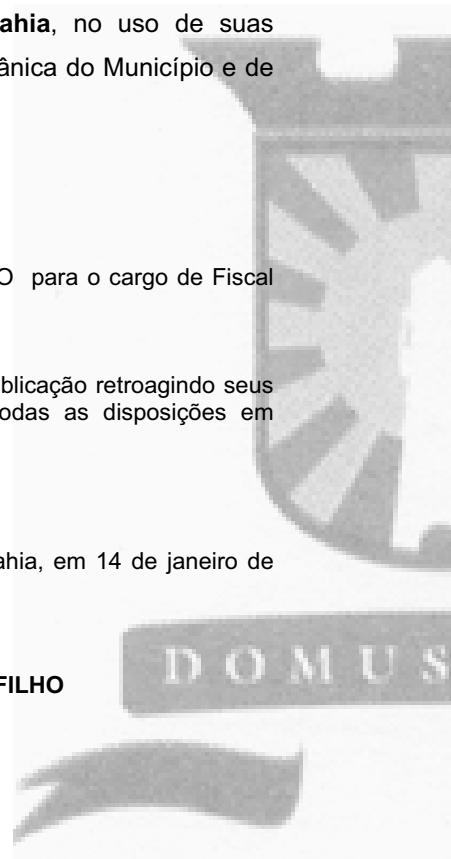 ahia, no uso de suas
ânica do Município e de
O para o cargo de Fiscal
blicação retroagindo seus
odas as disposições em
ahia, em 14 de janeiro de
FILHO
DOMUS